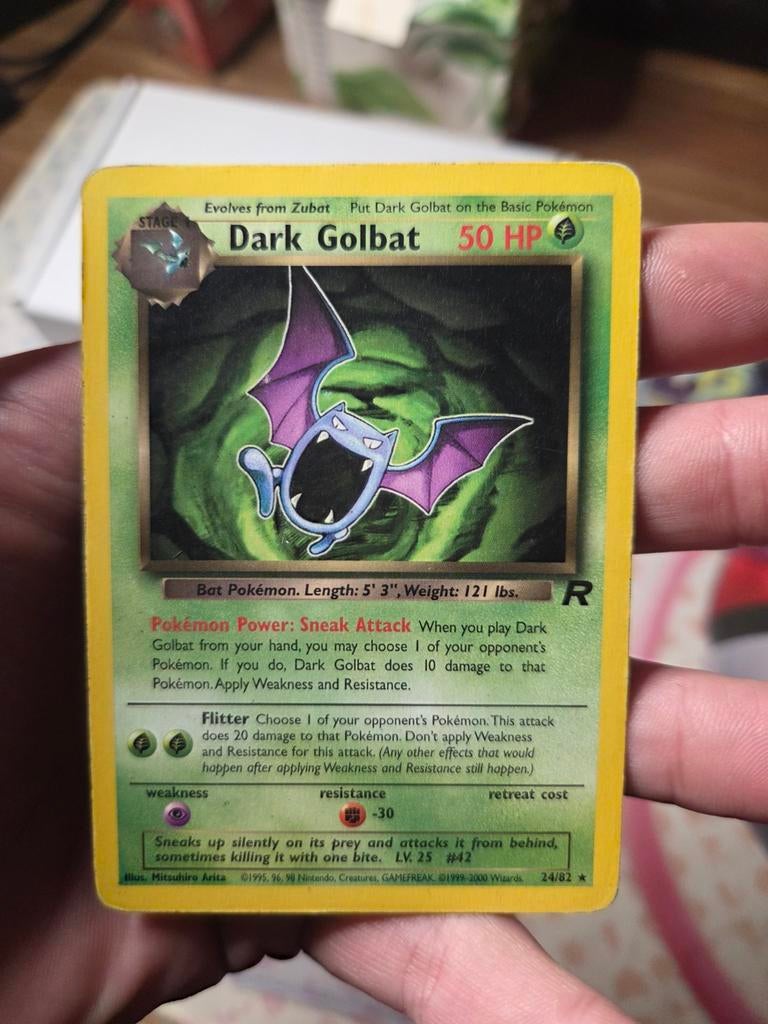 Evolves from Zubat Put Dark Golbat on the Basic Pokémon
STAGE 1
Dark Golbat 50 HP
Bat Pokémon. Length: 5' 3", Weight: 121 lbs.
R
Pokémon Power: Sneak Attack When you play Dark
Golbat from your hand, you may choose 1 of your opponent's
Pokémon. If you do, Dark Golbat does 10 damage to that
Pokémon. Apply Weakness and Resistance.
Flitter Choose 1 of your opponent's Pokémon. This attack
does 20 damage to that Pokémon. Don't apply Weakness
and Resistance for this attack. (Any other effects that would
happen after applying Weakness and Resistance still happen.)
weakness resistance retreat cost
-30
Sneaks up silently on its prey and attacks it from behind,
sometimes killing it with one bite. LV. 25 #42
Illus. Mitsuhiro Arita ©1995, 96, 98 Nintendo, Creatures, GAMEFREAK. ©1999-2000 Wizards. 24/82 ★